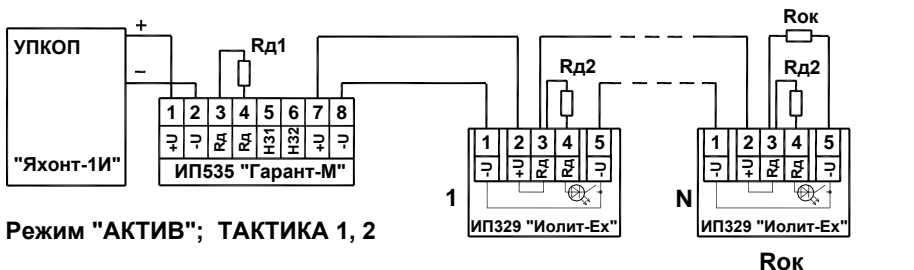 Rок
+
УПКОП
Rд1
Rд2
Rд2
–
1 2 3 4 5 6 7 8
+U -U Rд Rд НЗ1 НЗ2 +U -U
1 2 3 4 5
-U +U Rд Rд -U
1 2 3 4 5
-U +U Rд Rд -U
"Яхонт-1И"
ИП535 "Гарант-М"
1
N
ИП329 "Иолит-Ех"
ИП329 "Иолит-Ех"
Режим "АКТИВ"; ТАКТИКА 1, 2
Rок